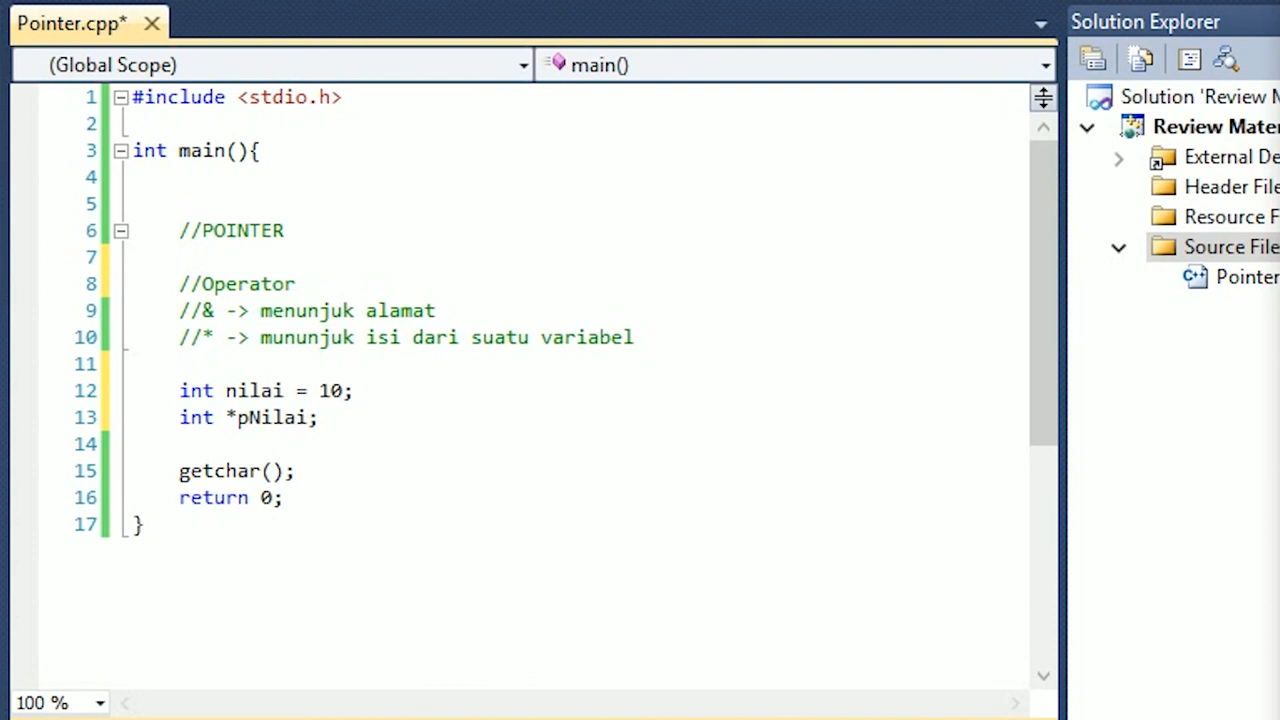 Pointer.cpp*
Solution Explorer
(Global Scope)
main()
1 #include <stdio.h>
2
3 int main(){
4
5
6 //POINTER
7
8 //Operator
9 //& -> menunjuk alamat
10 //* -> mununjuk isi dari suatu variabel
11
12 int nilai = 10;
13 int *pNilai;
14
15 getchar();
16 return 0;
17 }
Solution 'Review M
Review Mater
External De
Header File
Resource F
Source File
Pointer
100 %